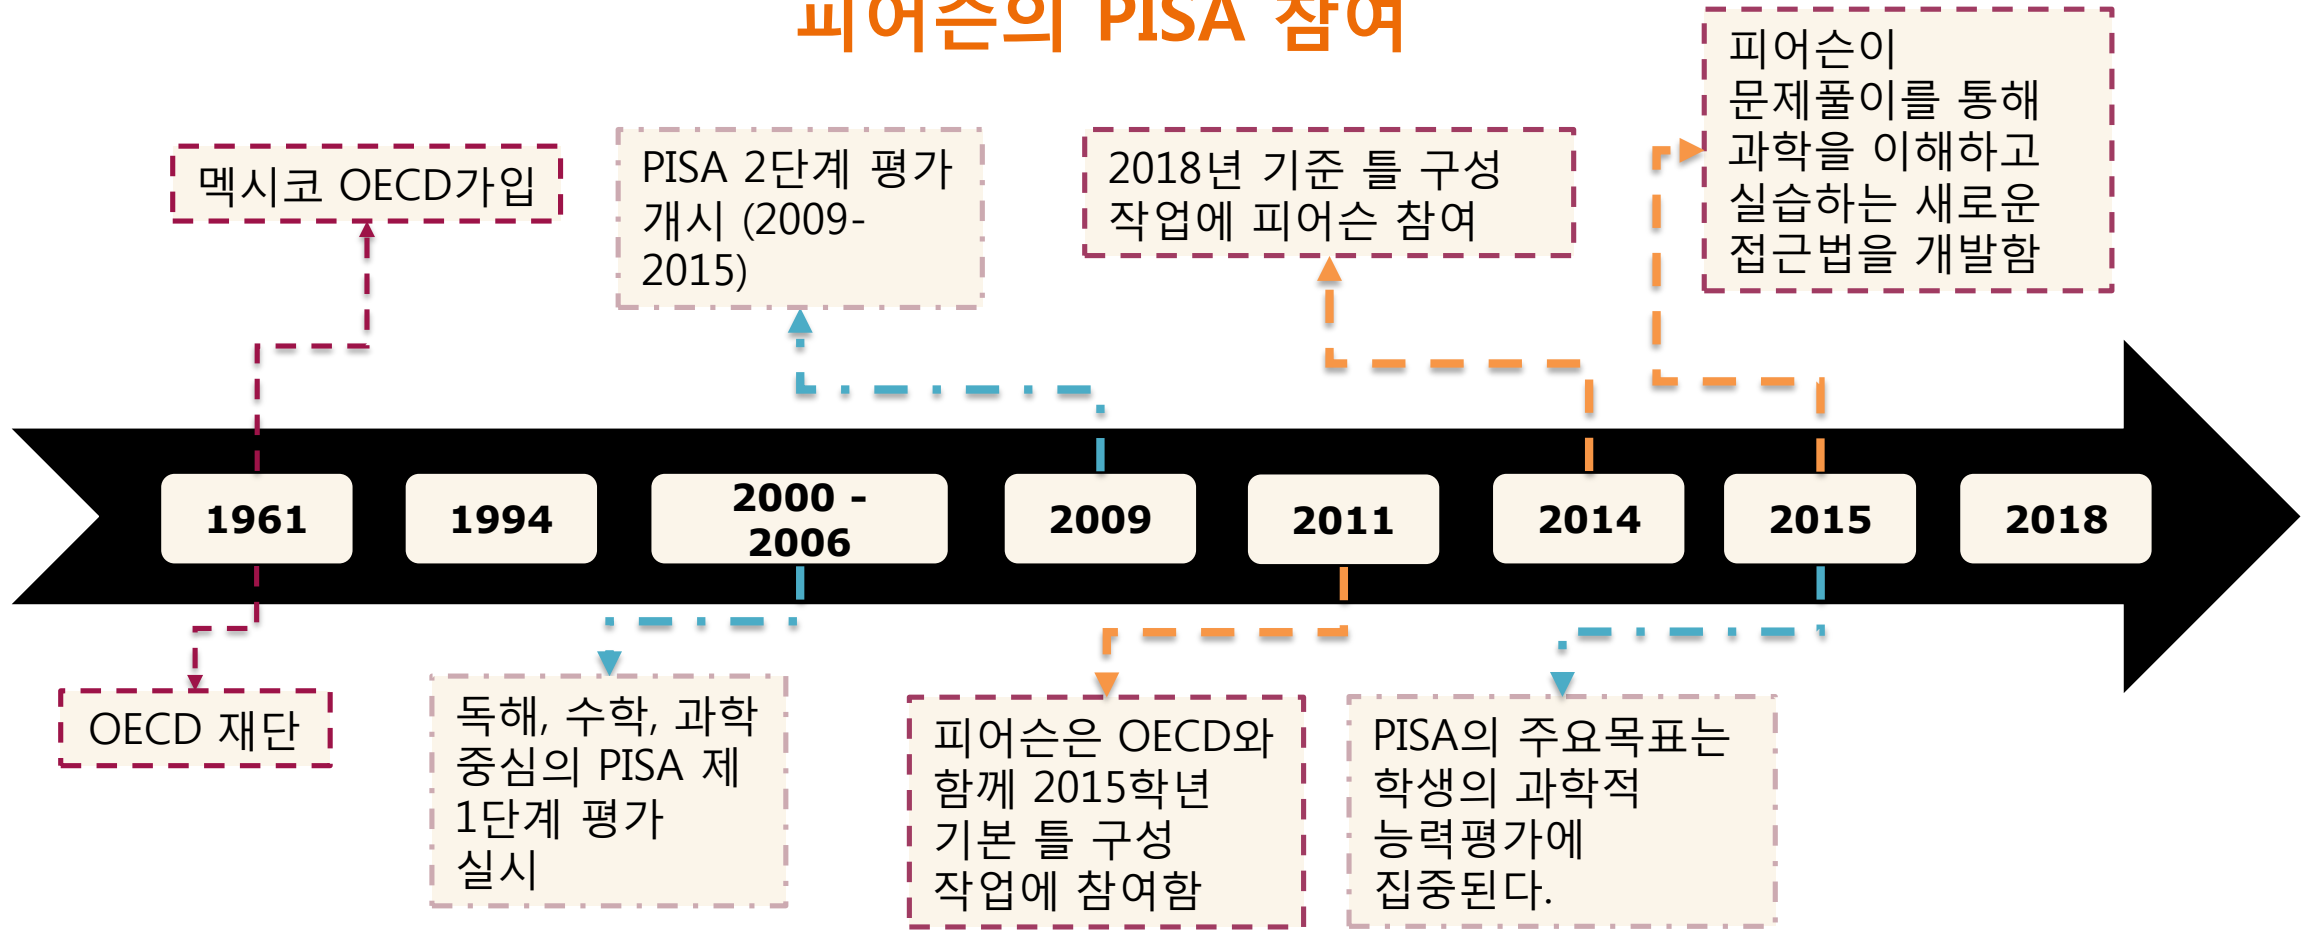 피어슨의 PISA 참여
멕시코 OECD가입
PISA 2단계 평가
개시 (2009-
2015)
2018년 기준 틀 구성
작업에 피어슨 참여
피어슨이
문제풀이를 통해
과학을 이해하고
실습하는 새로운
접근법을 개발함
1961
1994
2000 -
2006
2009
2011
2014
2015
2018
OECD 재단
독해, 수학, 과학
중심의 PISA 제
1단계 평가
실시
피어슨은 OECD와
함께 2015학년
기본 틀 구성
작업에 참여함
PISA의 주요목표는
학생의 과학적
능력평가에
집중된다.